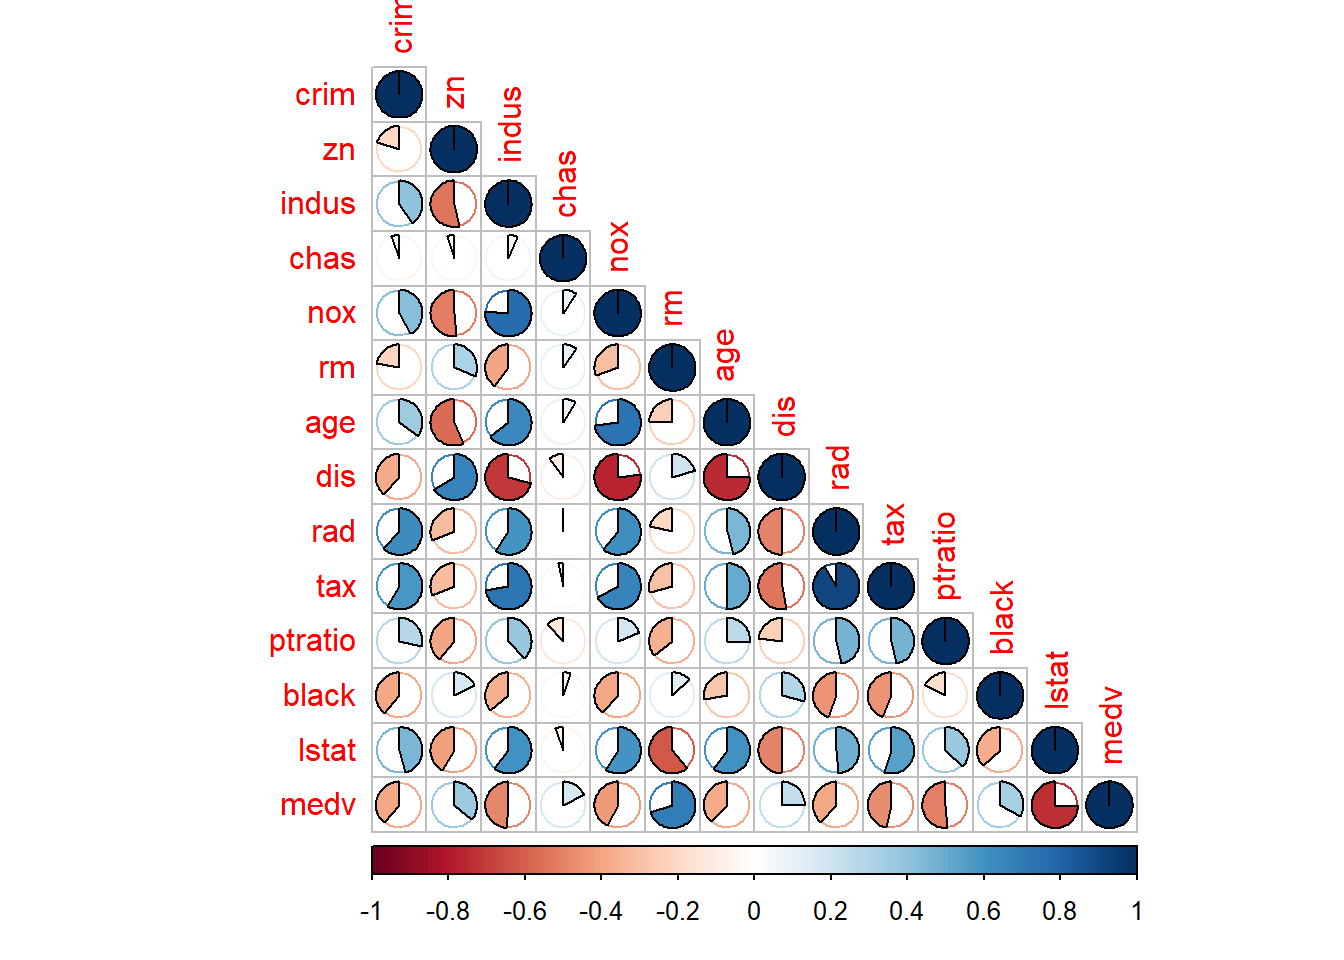 crim
zn
indus
chas
nox
rm
age
dis
rad
tax
ptratio
black
lstat
medv
crim
zn
indus
chas
nox
rm
age
dis
rad
tax
ptratio
black
lstat
medv
-1 -0.8 -0.6 -0.4 -0.2 0 0.2 0.4 0.6 0.8 1